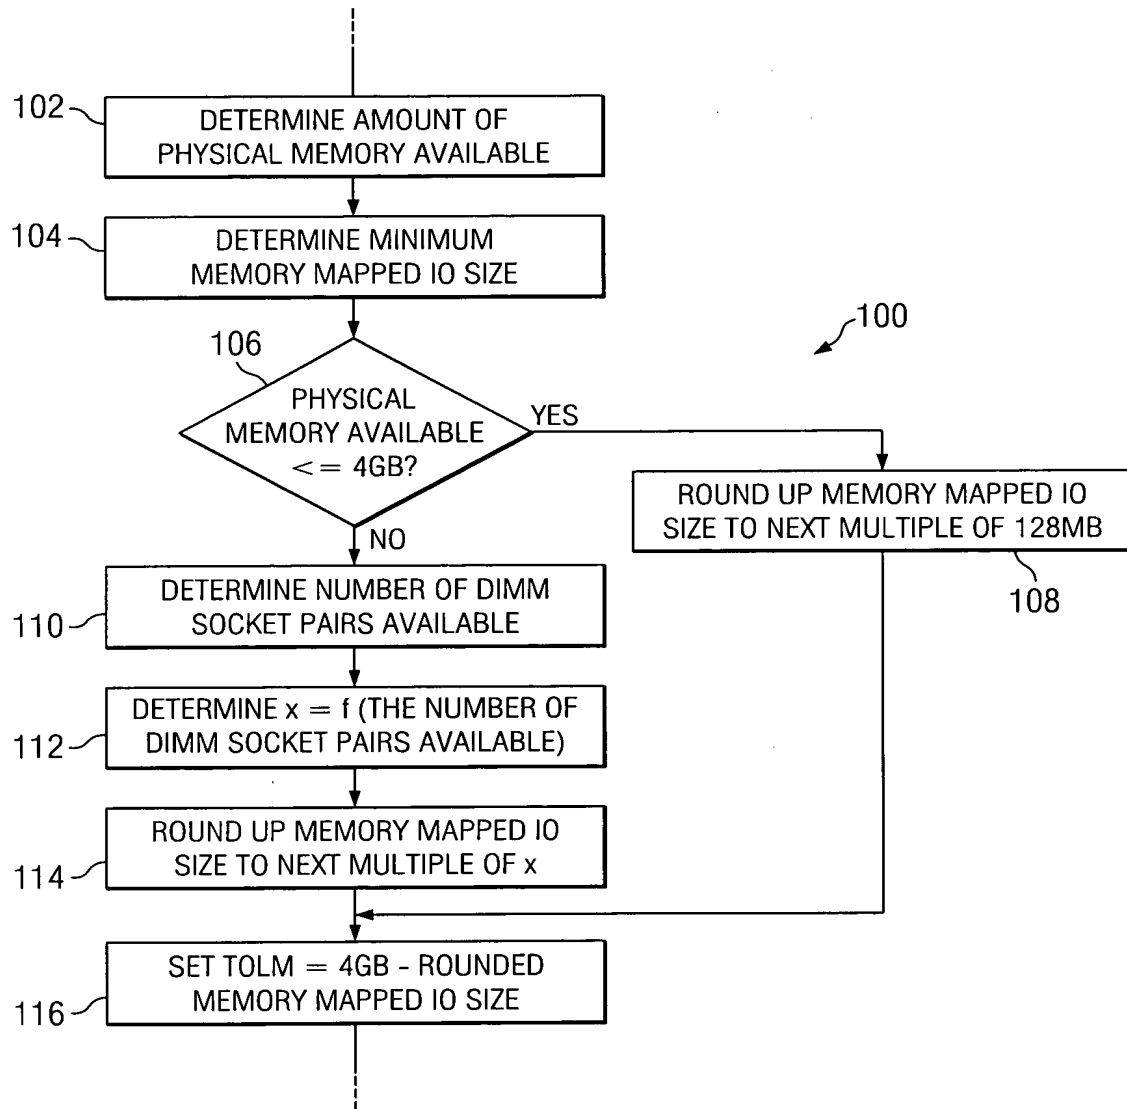 102
DETERMINE AMOUNT OF
PHYSICAL MEMORY AVAILABLE
104
DETERMINE MINIMUM
MEMORY MAPPED IO SIZE
100
106
PHYSICAL
MEMORY AVAILABLE
<= 4GB?
YES
NO
ROUND UP MEMORY MAPPED IO
SIZE TO NEXT MULTIPLE OF 128MB
108
110
DETERMINE NUMBER OF DIMM
SOCKET PAIRS AVAILABLE
112
DETERMINE x = f (THE NUMBER OF
DIMM SOCKET PAIRS AVAILABLE)
114
ROUND UP MEMORY MAPPED IO
SIZE TO NEXT MULTIPLE OF x
116
SET TOLM = 4GB - ROUNDED
MEMORY MAPPED IO SIZE